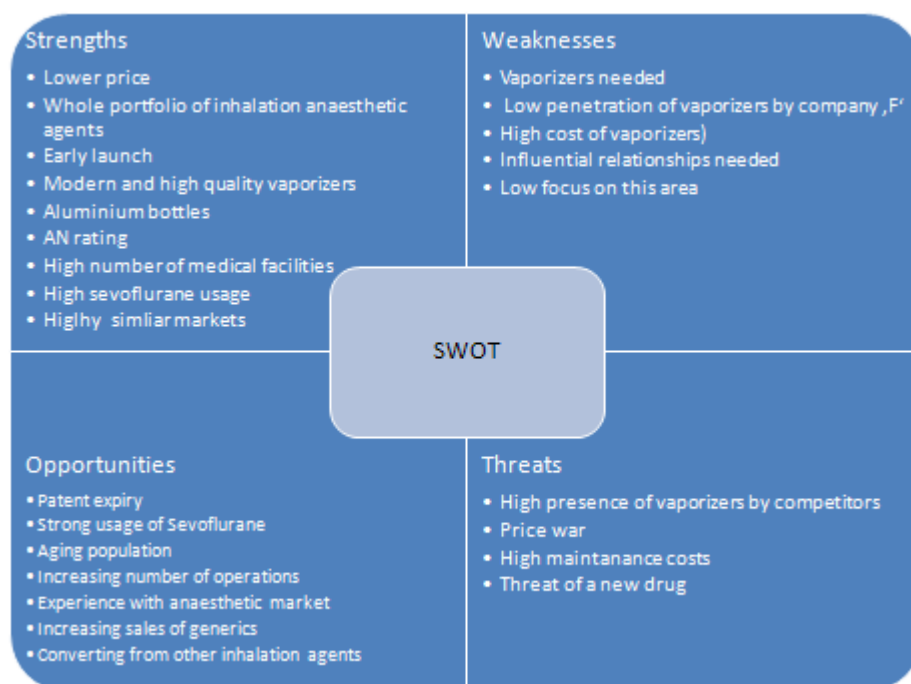 Strengths
• Lower price
• Whole portfolio of inhalation anaesthetic
agents
• Early launch
• Modern and high quality vaporizers
• Aluminium bottles
• AN rating
• High number of medical facilities
• High sevoflurane usage
• Higlhy simliar markets
Weaknesses
• Vaporizers needed
• Low penetration of vaporizers by company ‚F‘
• High cost of vaporizers)
• Influential relationships needed
• Low focus on this area
SWOT
Opportunities
• Patent expiry
• Strong usage of Sevoflurane
• Aging population
• Increasing number of operations
• Experience with anaesthetic market
• Increasing sales of generics
• Converting from other inhalation agents
Threats
• High presence of vaporizers by competitors
• Price war
• High maintanance costs
• Threat of a new drug